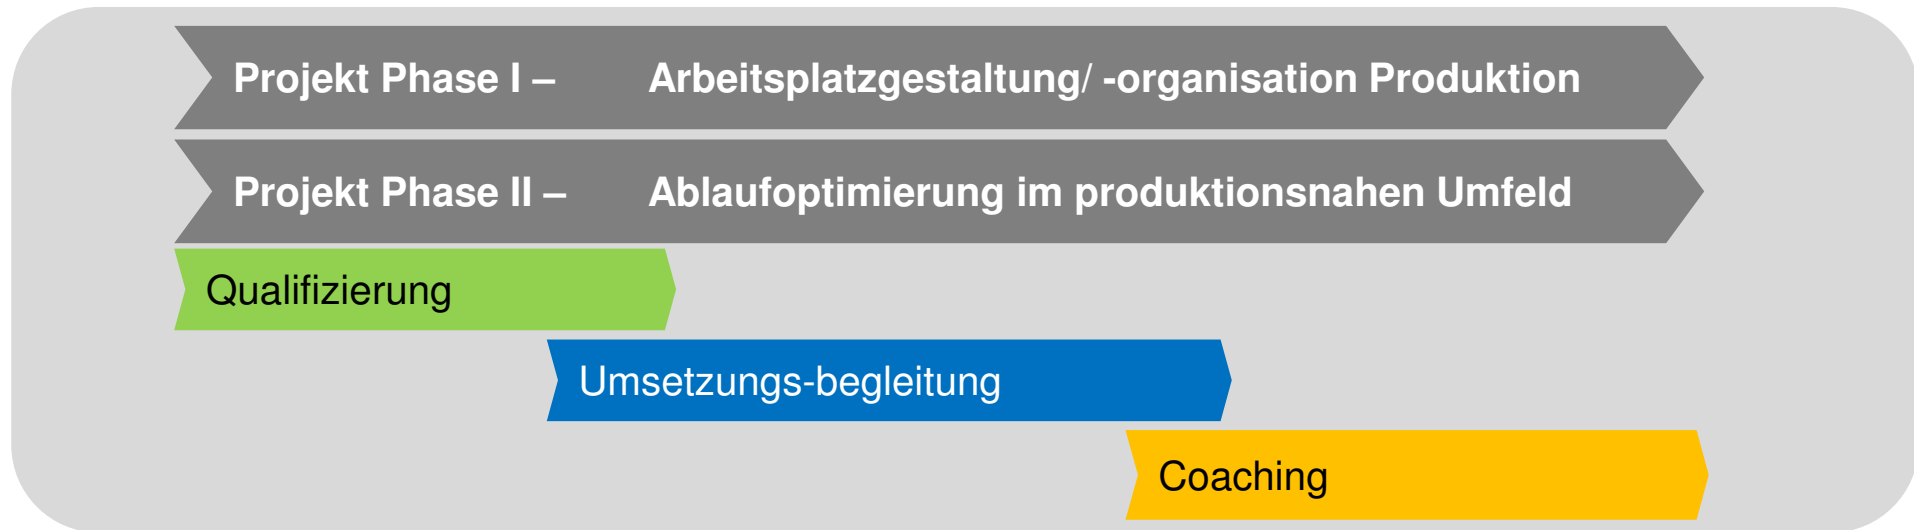 Projekt Phase I – Arbeitsplatzgestaltung/ -organisation Produktion
Projekt Phase II – Ablaufoptimierung im produktionsnahen Umfeld
Qualifizierung
Umsetzungs-begleitung
Coaching